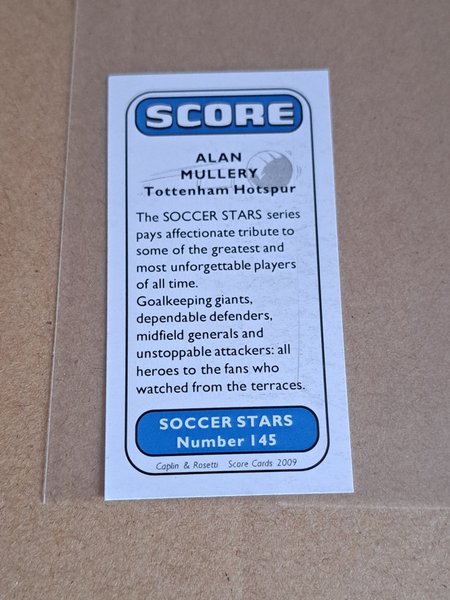 SCORE
ALAN
MULLERY
Tottenham Hotspur
The SOCCER STARS series
pays affectionate tribute to
some of the greatest and
most unforgettable players
of all time.
Goalkeeping giants,
dependable defenders,
midfield generals and
unstoppable attackers: all
heroes to the fans who
watched from the terraces.
SOCCER STARS
Number 145
Caplin & Rosetti Score Cards 2009